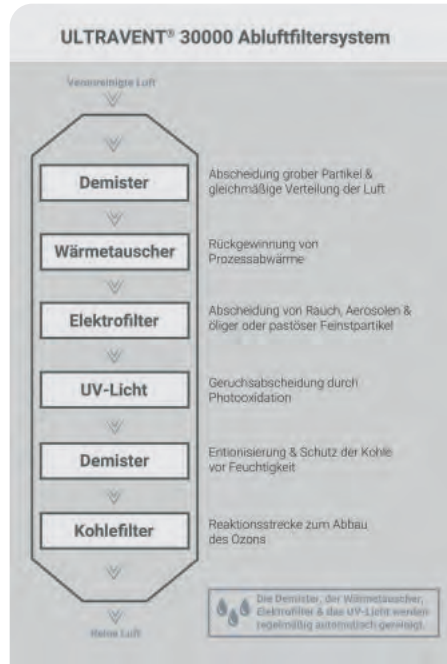 ULTRAVENT® 30000 Abluftfiltersystem
Verunreinigte Luft
Demister
Abscheidung grober Partikel &
gleichmäßige Verteilung der Luft
Wärmetauscher
Rückgewinnung von
Prozessabwärme
Elektrofilter
Abscheidung von Rauch, Aerosolen &
öliger oder pastöser Feinstpartikel
UV-Licht
Geruchsabscheidung durch
Photooxidation
Demister
Entionisierung & Schutz der Kohle
vor Feuchtigkeit
Kohlefilter
Reaktionsstrecke zum Abbau
des Ozons
Die Demister, der Wärmetauscher,
Elektrofilter & das UV-Licht werden
regelmäßig automatisch gereinigt.
Reine Luft